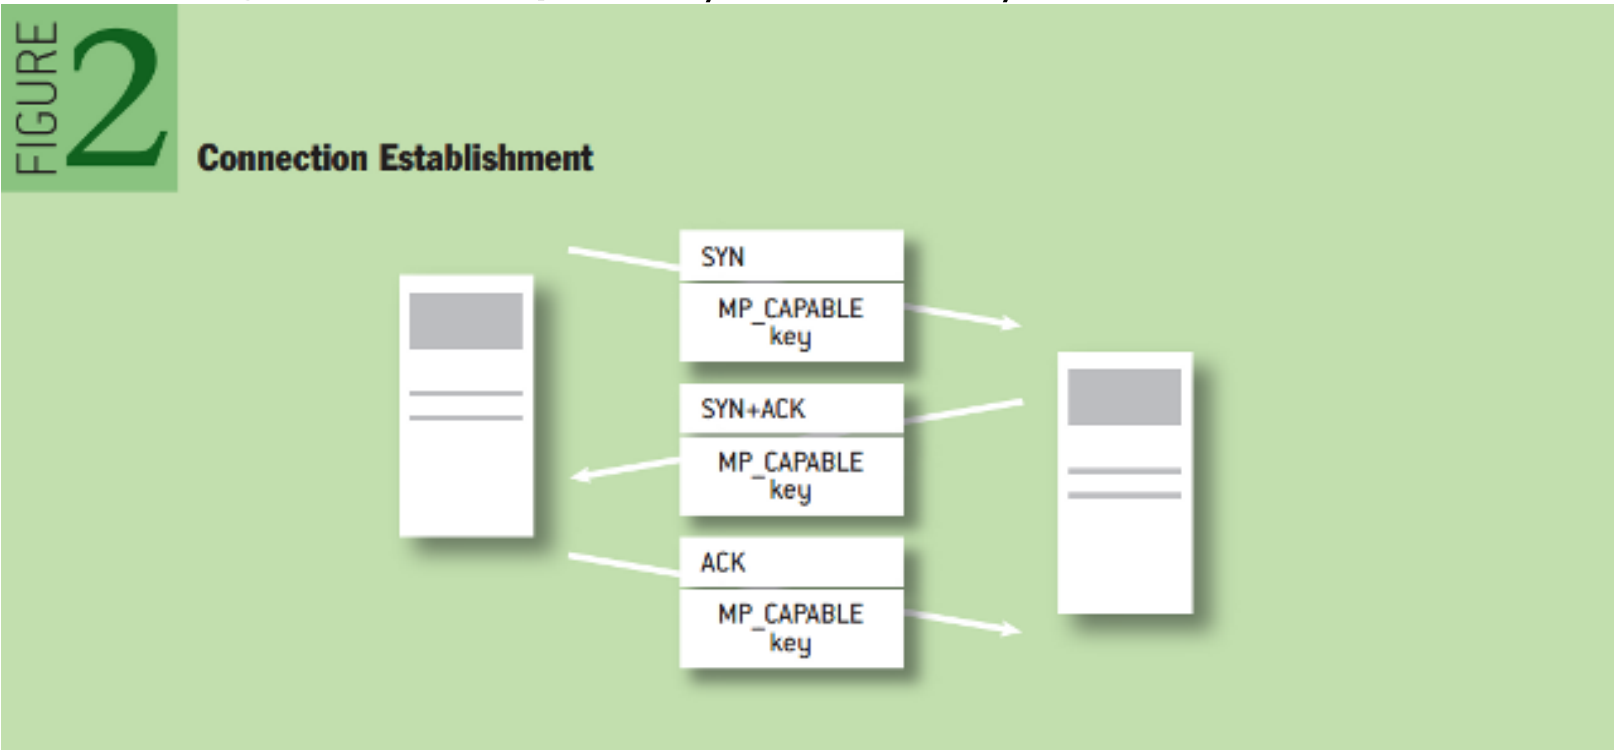 FIGURE
2
Connection Establishment
SYN
MP_CAPABLE
key
SYN+ACK
MP_CAPABLE
key
ACK
MP_CAPABLE
key